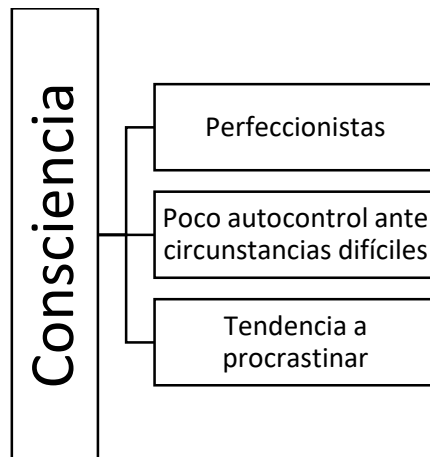 Consciencia
Perfeccionistas
Poco autocontrol ante
circunstancias difíciles
Tendencia a
procrastinar